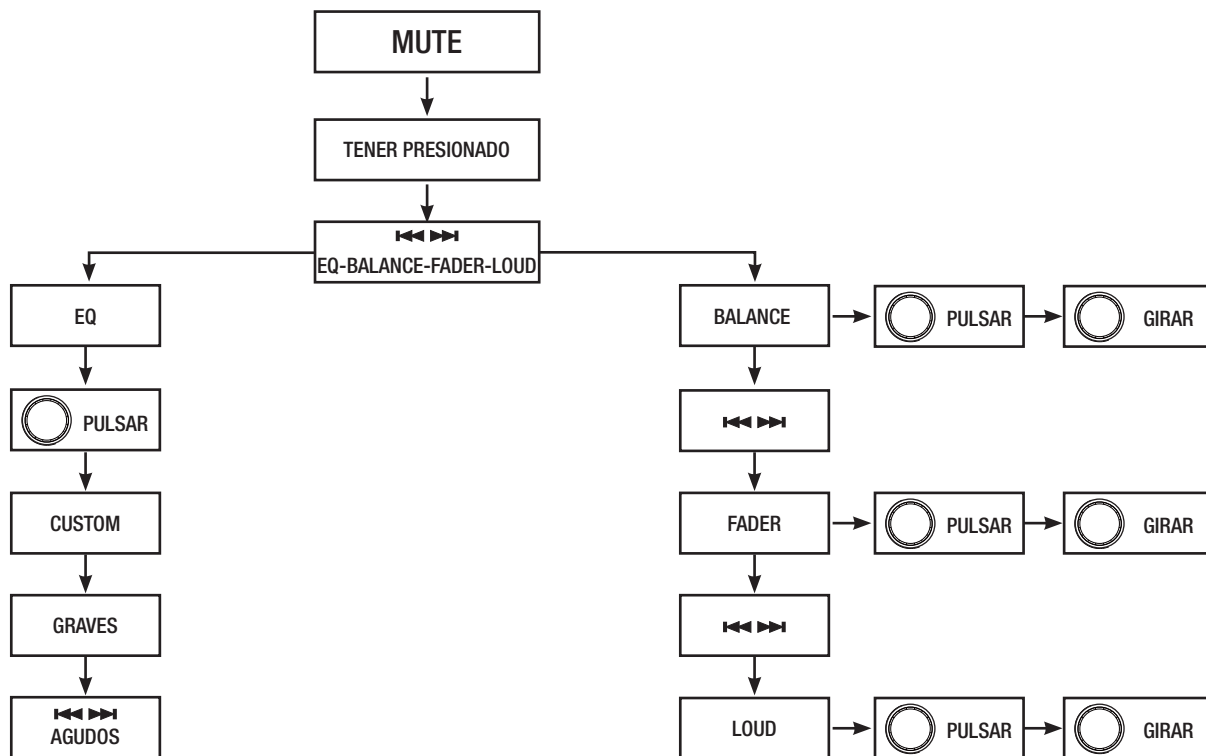 MUTE
TENER PRESIONADO
EQ-BALANCE-FADER-LOUD
EQ
BALANCE
PULSAR
GIRAR
PULSAR
CUSTOM
FADER
PULSAR
GIRAR
GRAVES
AGUDOS
LOUD
PULSAR
GIRAR